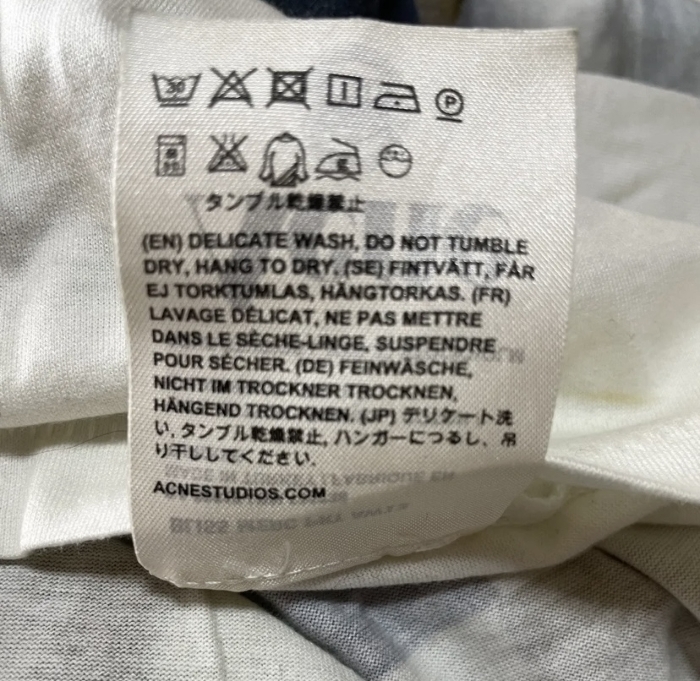 30
P
タンブル乾燥禁止
(EN) DELICATE WASH, DO NOT TUMBLE
DRY, HANG TO DRY. (SE) FINTVÄTT, FÅR
EJ TORKTUMLAS, HÄNGTORKAS. (FR)
LAVAGE DÉLICAT, NE PAS METTRE
DANS LE SÈCHE-LINGE, SUSPENDRE
POUR SÉCHER. (DE) FEINWÄSCHE,
NICHT IM TROCKNER TROCKNEN,
HÄNGEND TROCKNEN. (JP) デリケート洗
い, タンブル乾燥禁止, ハンガーにつるし、吊
り干ししてください.
ACNESTUDIOS.COM